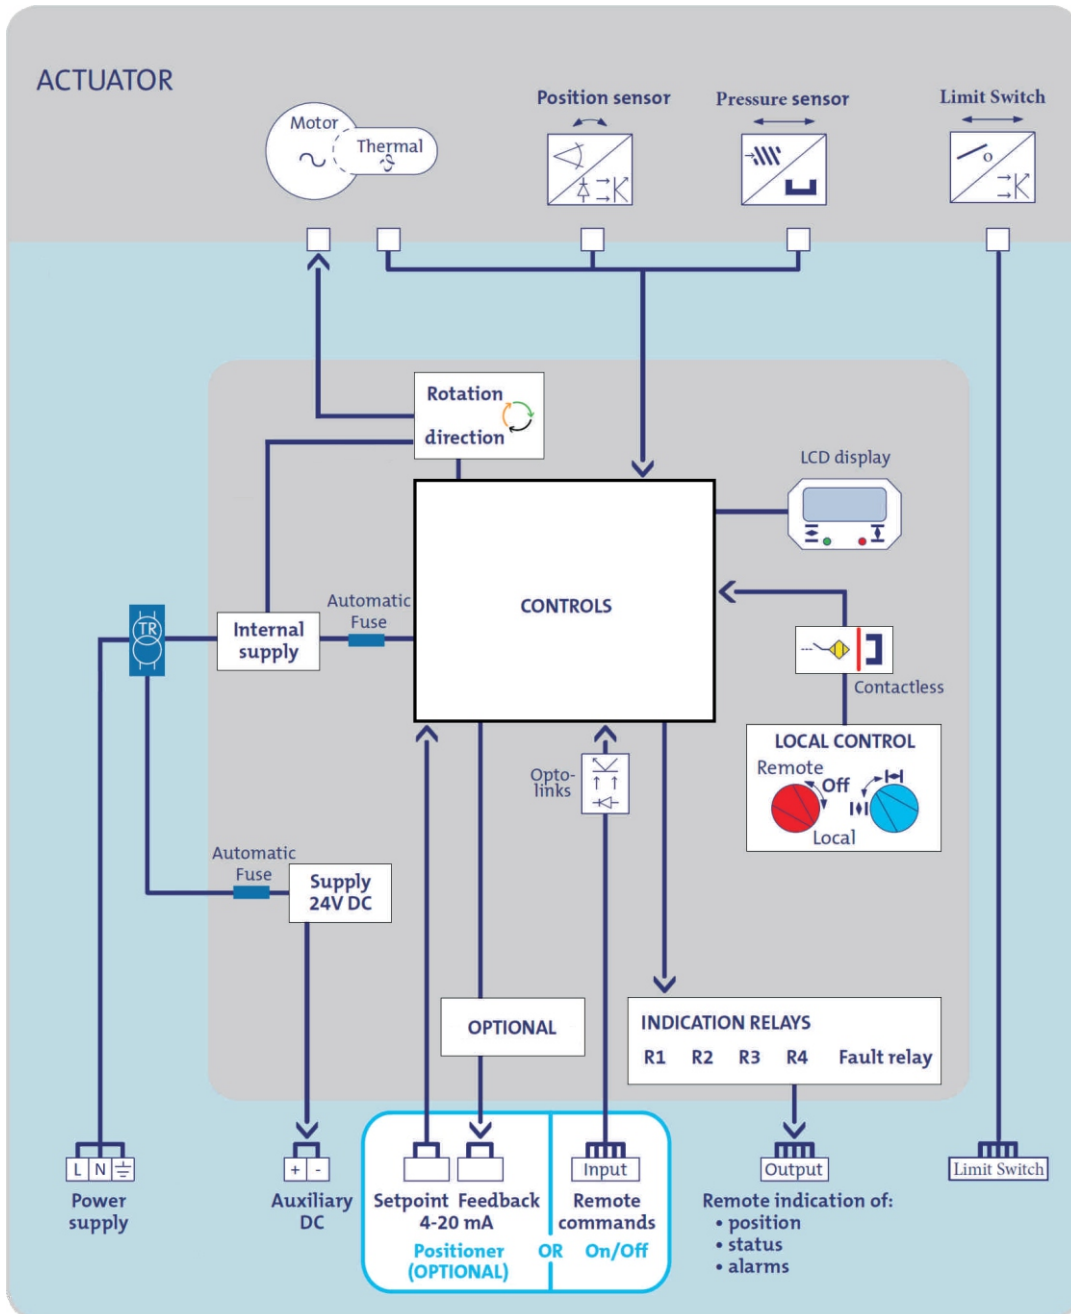 ACTUATOR
Motor
Thermal
Position sensor
Pressure sensor
Limit Switch
Rotation
direction
LCD display
Automatic
Fuse
TR
Internal
supply
CONTROLS
Contactless
LOCAL CONTROL
Remote
Off
Local
Opto-
links
Automatic
Fuse
Supply
24V DC
OPTIONAL
INDICATION RELAYS
R1 R2 R3 R4 Fault relay
L N
Power
supply
+ -
Auxiliary
DC
Setpoint Feedback
4-20 mA
Positioner
(OPTIONAL)
OR
Input
Remote
commands
On/Off
Output
Remote indication of:
• position
• status
• alarms
Limit Switch